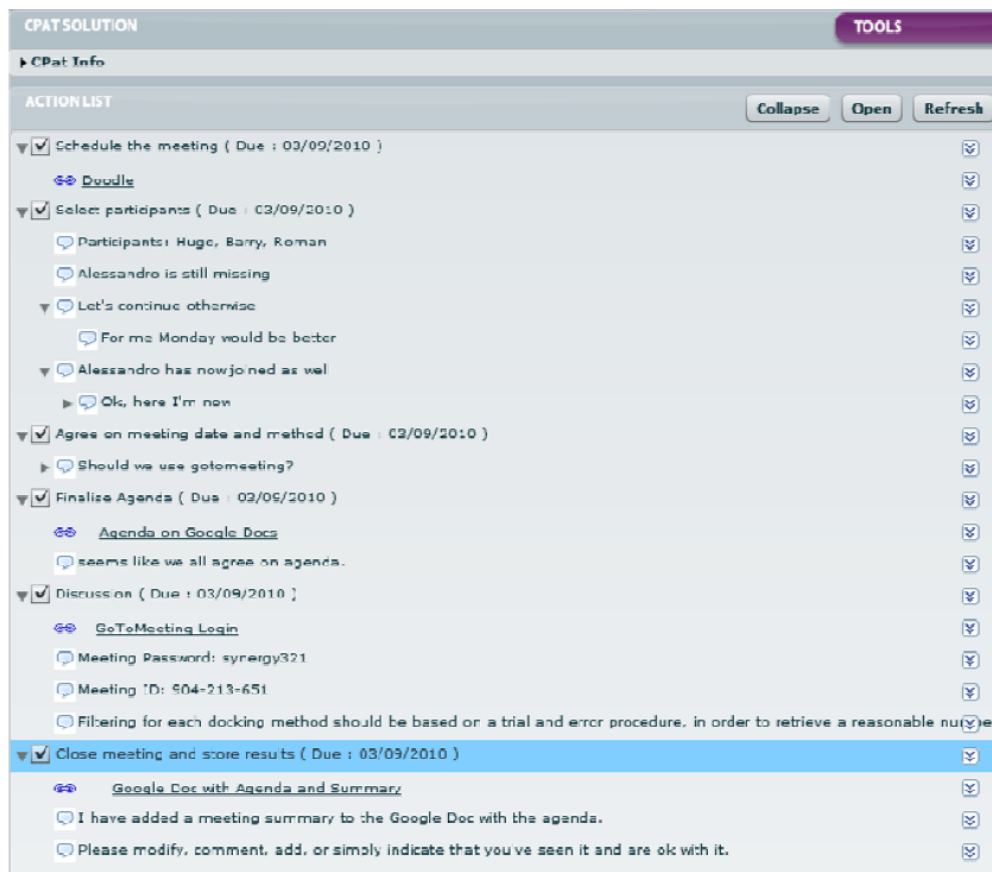 CPAT SOLUTION
TOOLS
CPat Info
ACTION LIST
Collapse Open Refresh
Schedule the meeting ( Due : 03/09/2010 )
Doodle
Select participants ( Due : 03/09/2010 )
Participants: Hugo, Barry, Roman
Alessandro is still missing
Let's continue otherwise
For me Monday would be better
Alessandro has now joined as well
Ok, here I'm now
Agree on meeting date and method ( Due : 03/09/2010 )
Should we use gotomeeting?
Finalise Agenda ( Due : 03/09/2010 )
Agenda on Google Docs
seems like we all agree on agenda.
Discussion ( Due : 03/09/2010 )
GoToMeeting Login
Meeting Password: synergy321
Meeting ID: 904-213-651
Filtering for each docking method should be based on a trial and error procedure, in order to retrieve a reasonable
Close meeting and store results ( Due : 03/09/2010 )
Google Doc with Agenda and Summary
I have added a meeting summary to the Google Doc with the agenda.
Please modify, comment, add, or simply indicate that you've seen it and are ok with it.